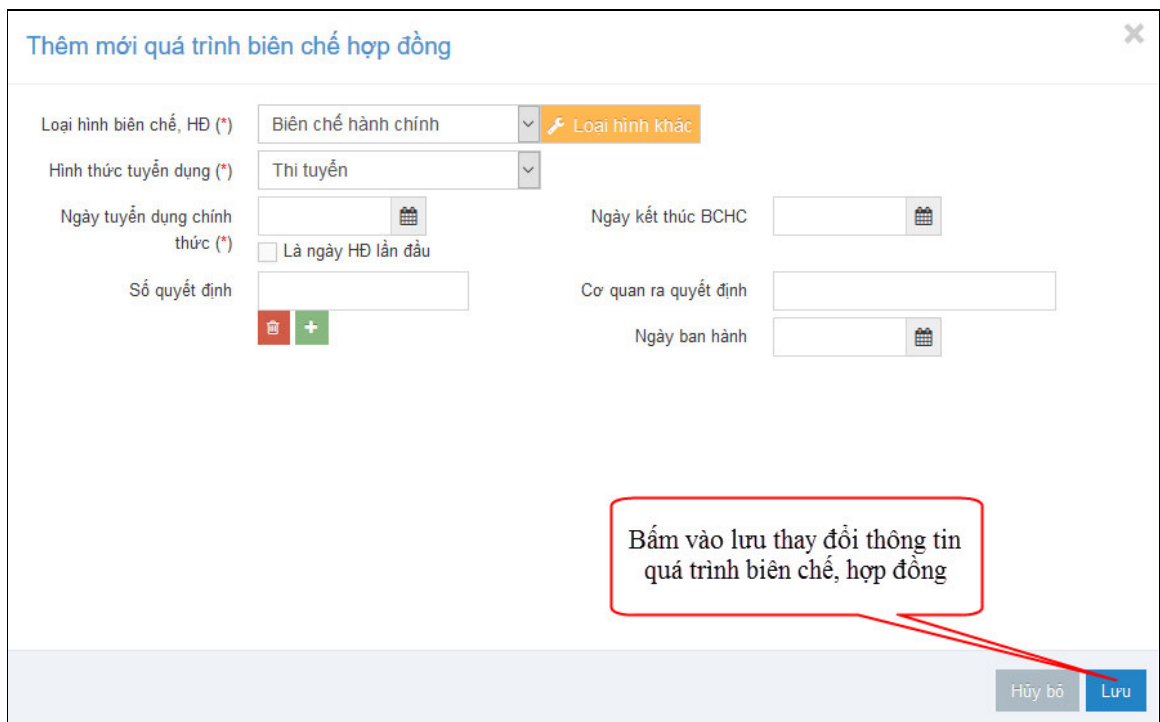 Thêm mới quá trình biên chế hợp đồng
Loại hình biên chế, HĐ (*)
Biên chế hành chính
Loại hình khác
Hình thức tuyển dụng (*)
Thi tuyển
Ngày tuyển dụng chính
thức (*)
Là ngày HĐ lần đầu
Ngày kết thúc BCHC
Số quyết định
Cơ quan ra quyết định
Ngày ban hành
Bấm vào lưu thay đổi thông tin
quá trình biên chế, hợp đồng
Hủy bỏ
Lưu